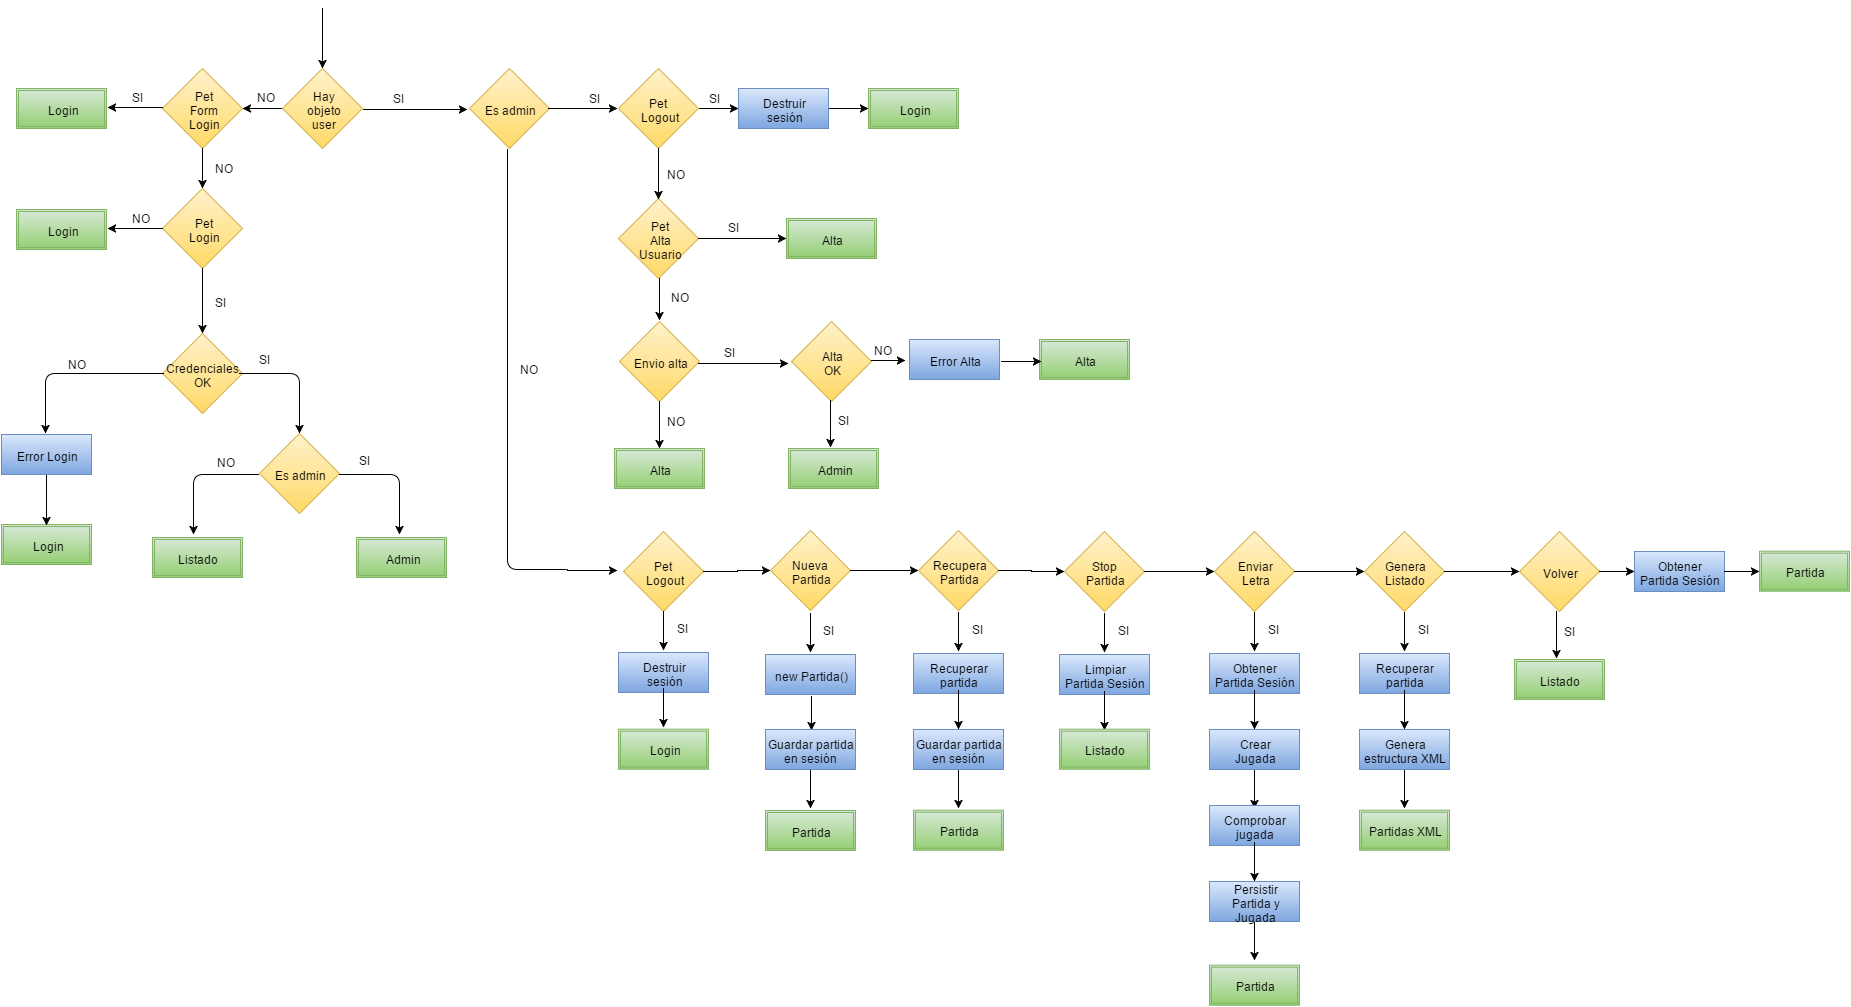 Login
SI
Pet
Form
Login
NO
Hay
objeto
user
SI
Es admin
SI
Pet
Logout
SI
Destruir
sesión
Login
NO
NO
Login
NO
Pet
Login
Pet
Alta
Usuario
SI
Alta
SI
NO
NO
Credenciales
OK
SI
NO
Envio alta
SI
Alta
OK
NO
Error Alta
Alta
NO
SI
Error Login
NO
Es admin
SI
Alta
Admin
Login
Listado
Admin
Pet
Logout
Nueva
Partida
Recupera
Partida
Stop
Partida
Enviar
Letra
Genera
Listado
Volver
Obtener
Partida Sesión
Partida
SI
SI
SI
SI
SI
SI
SI
Destruir
sesión
new Partida()
Recuperar
partida
Limpiar
Partida Sesión
Obtener
Partida Sesión
Recuperar
partida
Listado
Login
Guardar partida
en sesión
Guardar partida
en sesión
Listado
Crear
Jugada
Genera
estructura XML
Partida
Partida
Comprobar
jugada
Partidas XML
Persistir
Partida y
Jugada
Partida